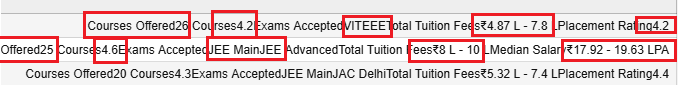 Courses Offered26 Courses4.2Exams AcceptedVITEEETotal Tuition Fees₹4.87 L - 7.8 LPlacement Rating4.2
Offered25 Courses4.6Exams AcceptedJEE MainJEE AdvancedTotal Tuition Fees₹8 L - 10 LMedian Salary₹17.92 - 19.63 LPA
Courses Offered20 Courses4.3Exams AcceptedJEE MainJAC DelhiTotal Tuition Fees₹5.32 L - 7.4 LPlacement Rating4.4